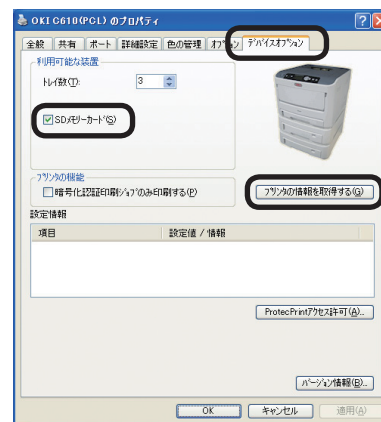 OKI C610(PCL) のプロパティ
全般 共有 ポート 詳細設定 色の管理 オプション デバイスオプション
利用可能な装置
トレイ数(T): 3
SDメモリーカード(S)
プリンタの機能
暗号化認証印刷ジョブのみ印刷する(P)
プリンタの情報を取得する(G)
設定情報
項目 設定値 / 情報
ProtecPrintアクセス許可(A)...
バージョン情報(B)...
OK キャンセル 適用(A)